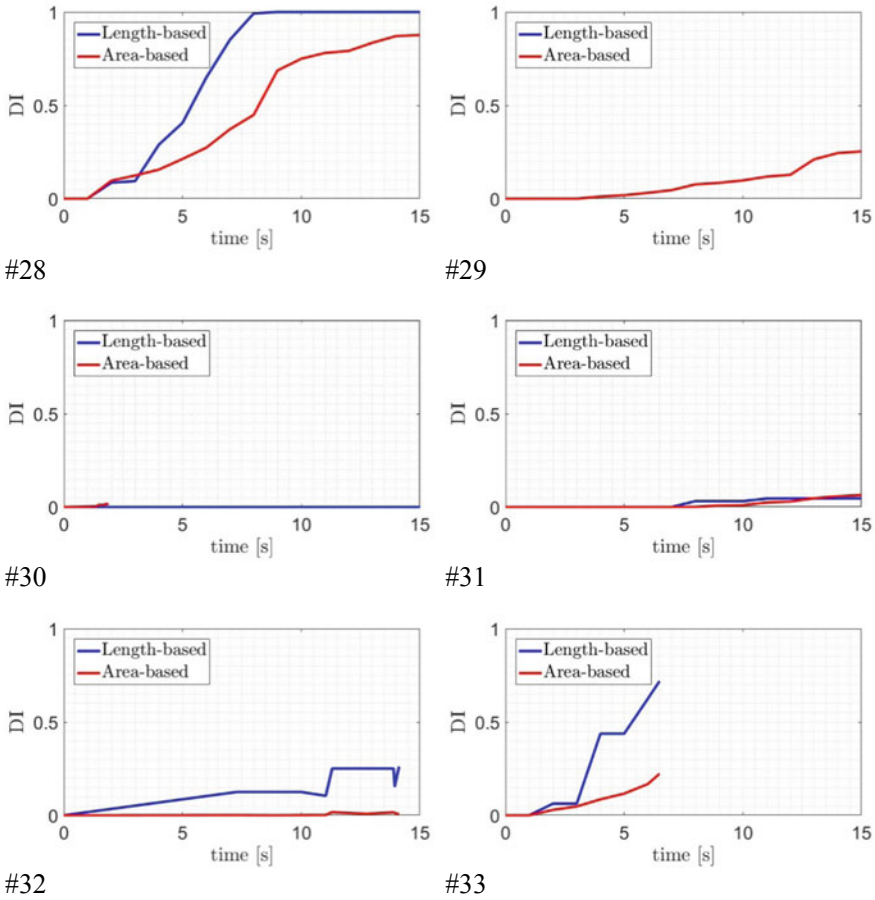 1
Length-based
Area-based
DI
0.5
0
0
5
10
15
time [s]
#28
1
Length-based
Area-based
DI
0.5
0
0
5
10
15
time [s]
#29
1
Length-based
Area-based
DI
0.5
0
0
5
10
15
time [s]
#30
1
Length-based
Area-based
DI
0.5
0
0
5
10
15
time [s]
#31
1
Length-based
Area-based
DI
0.5
0
0
5
10
15
time [s]
#32
1
Length-based
Area-based
DI
0.5
0
0
5
10
15
time [s]
#33